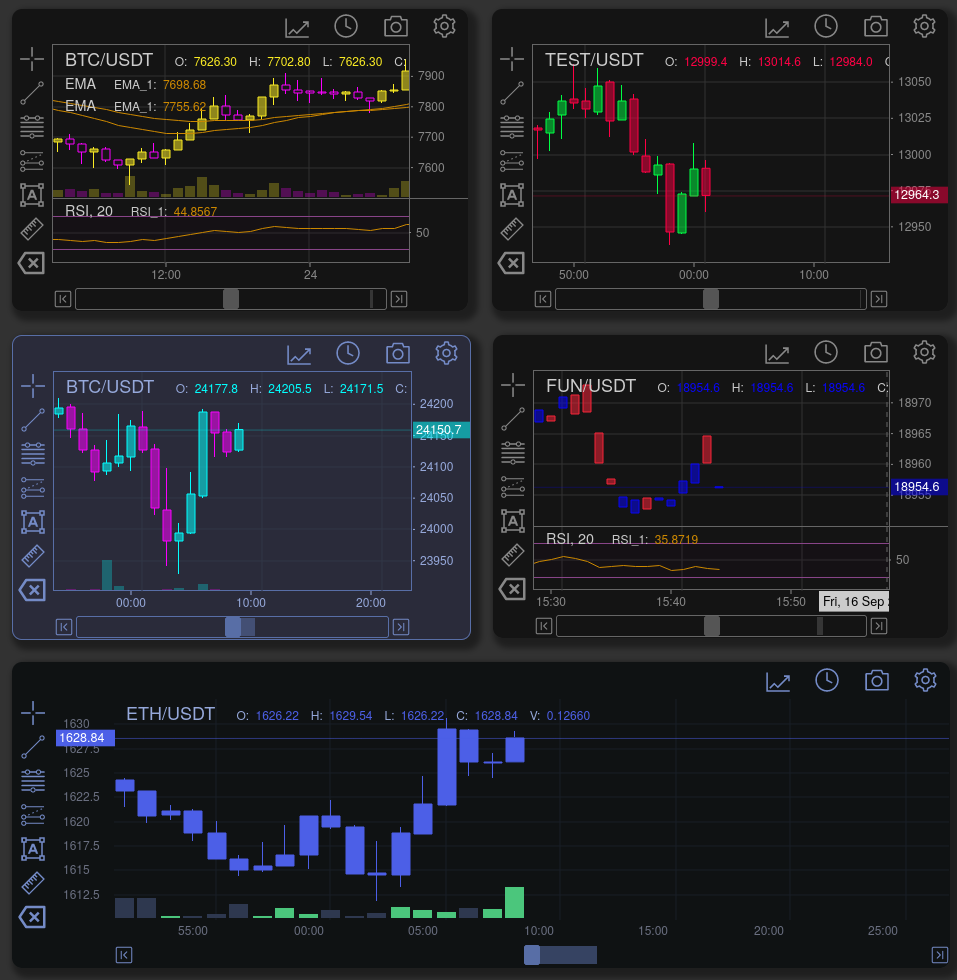 BTC/USDT O: 7626.30 H: 7702.80 L: 7626.30 C:
EMA EMA_1: 7698.68
EMA EMA_1: 7755.62
7900
7800
7700
7600
RSI, 20 RSI_1: 44.8567
50
12:00 24
TEST/USDT O: 12999.4 H: 13014.6 L: 12984.0
13050
13025
13000
12964.3
12950
50:00 00:00 10:00
BTC/USDT O: 24177.8 H: 24205.5 L: 24171.5 C:
24200
24150.7
24100
24050
24000
23950
00:00 10:00 20:00
FUN/USDT O: 18954.6 H: 18954.6 L: 18954.6 C:
18970
18965
18960
18954.6
RSI, 20 RSI_1: 35.8719
50
15:30 15:40 15:50 Fri, 16 Sep
ETH/USDT O: 1626.22 H: 1629.54 L: 1626.22 C: 1628.84 V: 0.12660
1630
1628.84
1627.5
1625
1622.5
1620
1617.5
1615
1612.5
55:00 00:00 05:00 10:00 15:00 20:00 25:00